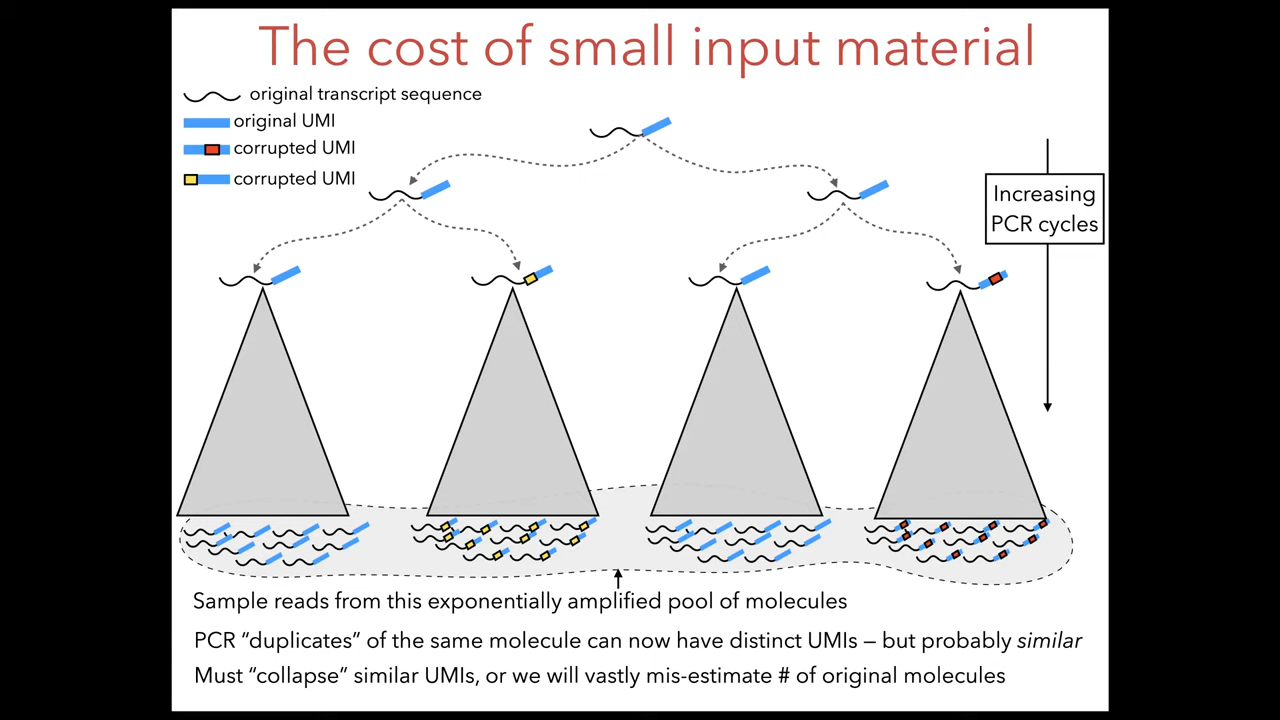 The cost of small input material
original transcript sequence
original UMI
corrupted UMI
corrupted UMI
Increasing
PCR cycles
Sample reads from this exponentially amplified pool of molecules
PCR “duplicates” of the same molecule can now have distinct UMIs — but probably similar
Must “collapse” similar UMIs, or we will vastly mis-estimate # of original molecules